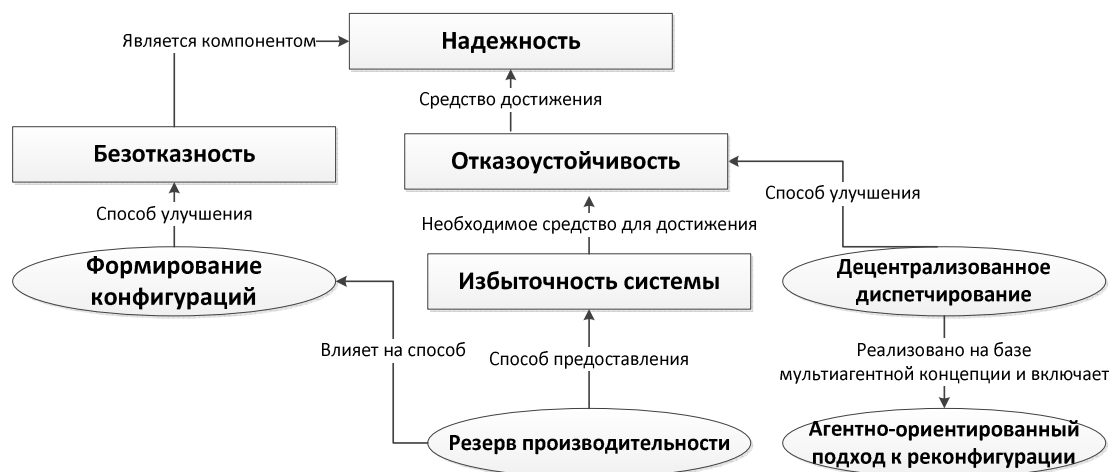 Является компонентом
Надежность
Средство достижения
Безотказность
Отказоустойчивость
Способ улучшения
Способ улучшения
Необходимое средство для достижения
Формирование
конфигураций
Избыточность системы
Децентрализованное
диспетчирование
Влияет на способ
Способ предоставления
Реализовано на базе
мультиагентной концепции и включает
Резерв производительности
Агентно-ориентированный
подход к реконфигурации